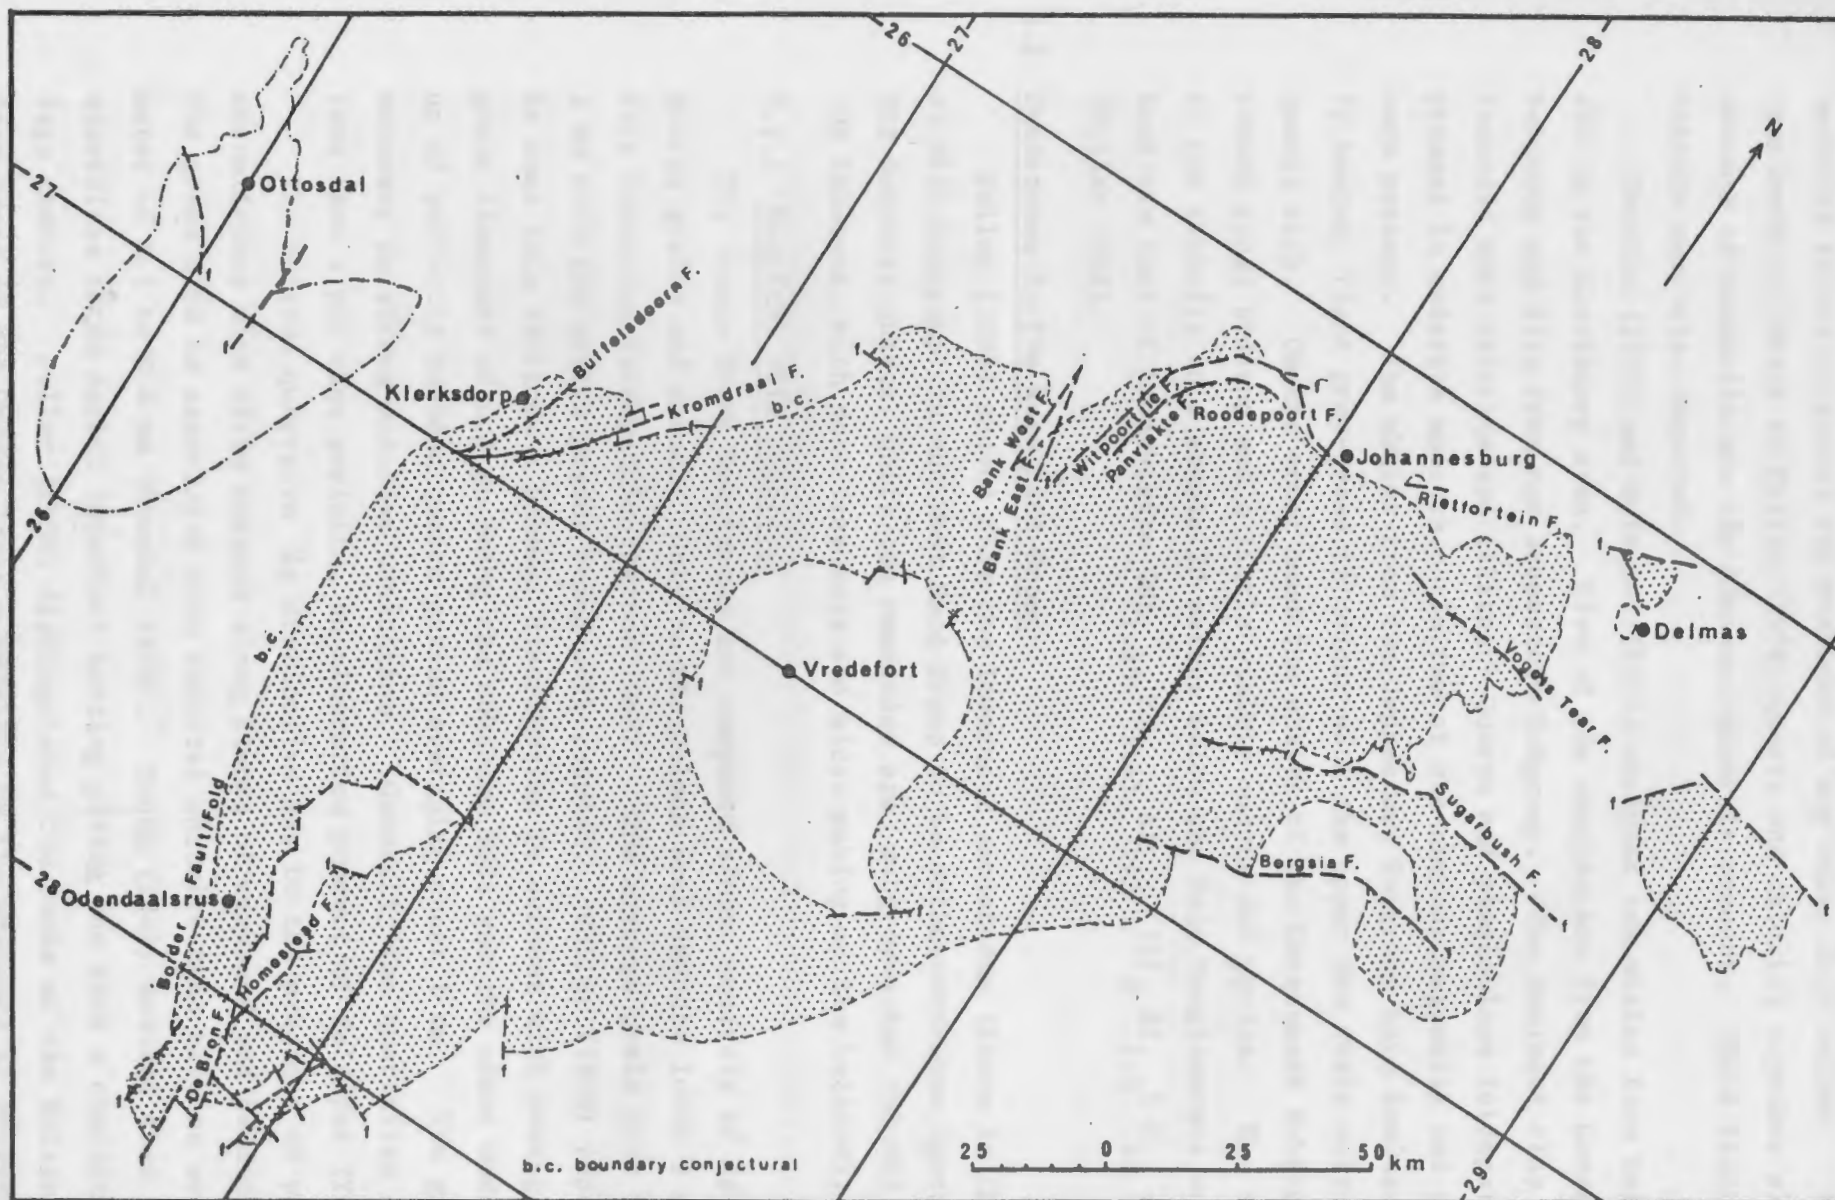 26
27
28
N
Ottosdal
27
f
f
Buffelsdoorn F.
Klerksdorp
Kromdraai F.
b.c.
f
Bank West F.
Bank East F.
Witpoortjie F.
Panvlakte F.
Roodepoort F.
f
f
Johannesburg
Rietfontein F.
f
Delmas
26
b.c.
Vredefort
f
Vogels Tear F.
Sugarbush F.
f
f
f
Bergsia F.
f
f
28
Odendaalsrus
Border Fault/Fold
Homestead F.
f
De Bron F.
f
f
f
f
f
b.c. boundary conjectural
25 0 25 50 km
29